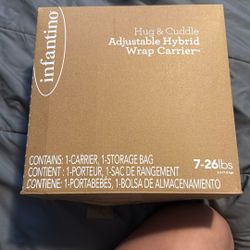 infantino
Hug & Cuddle
Adjustable Hybrid
Wrap Carrier™
7-26lbs
CONTAINS: 1-CARRIER, 1-STORAGE BAG
CONTIENT : 1-PORTEUR, 1-SAC DE RANGEMENT
CONTIENE: 1-PORTABEBÉS, 1-BOLSA DE ALMACENAMIENTO